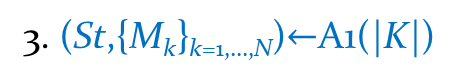 3. (St,{Mₖ}ₖ₌₁,...,N)←A1(|K|)